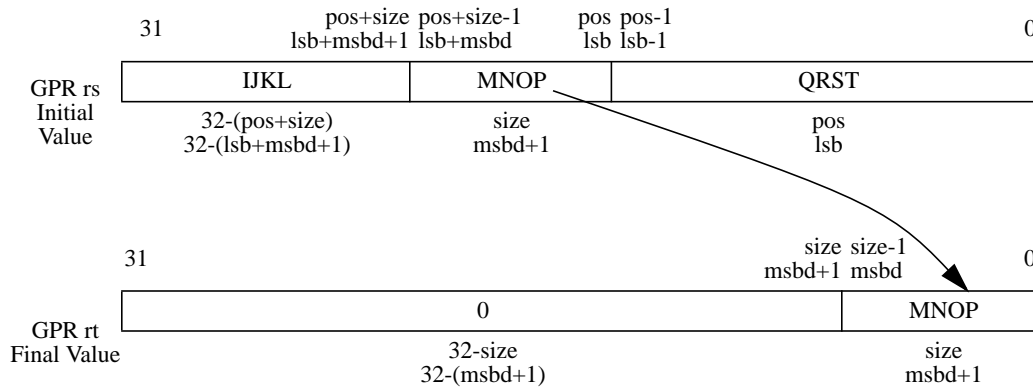 31 pos+size pos+size-1 pos pos-1 0
lsb+msbd+1 lsb+msbd lsb lsb-1
GPR rs
Initial
Value
IJKL MNOP QRST
32-(pos+size) size pos
32-(lsb+msbd+1) msbd+1 lsb
31 size size-1 0
msbd+1 msbd
GPR rt
Final Value
0 MNOP
32-size size
32-(msbd+1) msbd+1